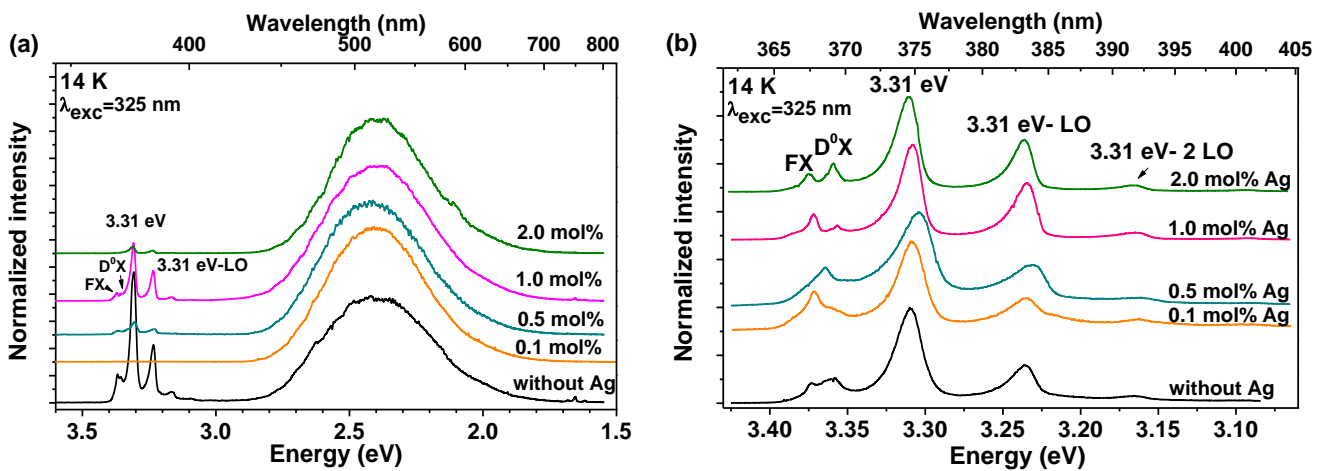 (a)
Wavelength (nm)
400 500 600 700 800
14 K
λexc=325 nm
3.31 eV
D⁰X
FX
3.31 eV-LO
2.0 mol%
1.0 mol%
0.5 mol%
0.1 mol%
without Ag
Normalized intensity
3.5 3.0 2.5 2.0 1.5
Energy (eV)
(b)
Wavelength (nm)
365 370 375 380 385 390 395 400 405
14 K
λexc=325 nm
3.31 eV
FX
D⁰X
3.31 eV- LO
3.31 eV- 2 LO
2.0 mol% Ag
1.0 mol% Ag
0.5 mol% Ag
0.1 mol% Ag
without Ag
Normalized intensity
3.40 3.35 3.30 3.25 3.20 3.15 3.10
Energy (eV)